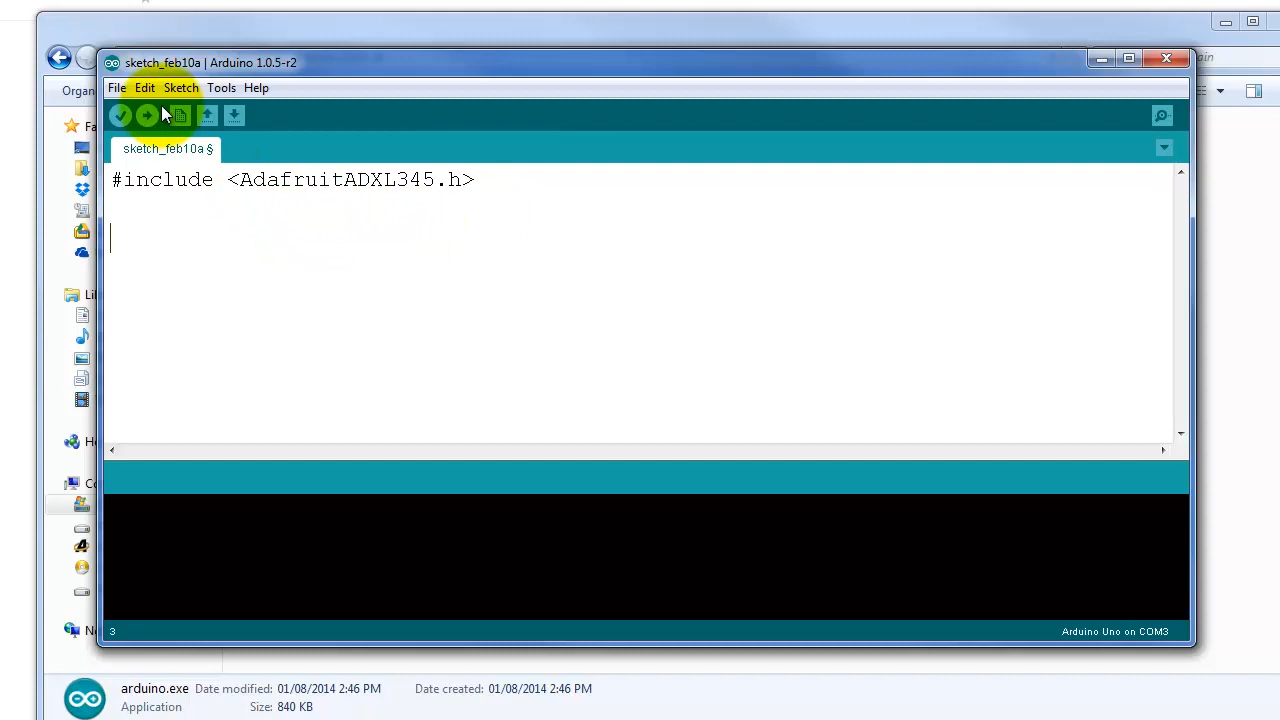 sketch_feb10a | Arduino 1.0.5-r2
File Edit Sketch Tools Help
sketch_feb10a §
#include <AdafruitADXL345.h>
3
Arduino Uno on COM3
Organ
arduino.exe Date modified: 01/08/2014 2:46 PM Date created: 01/08/2014 2:46 PM
Application Size: 840 KB